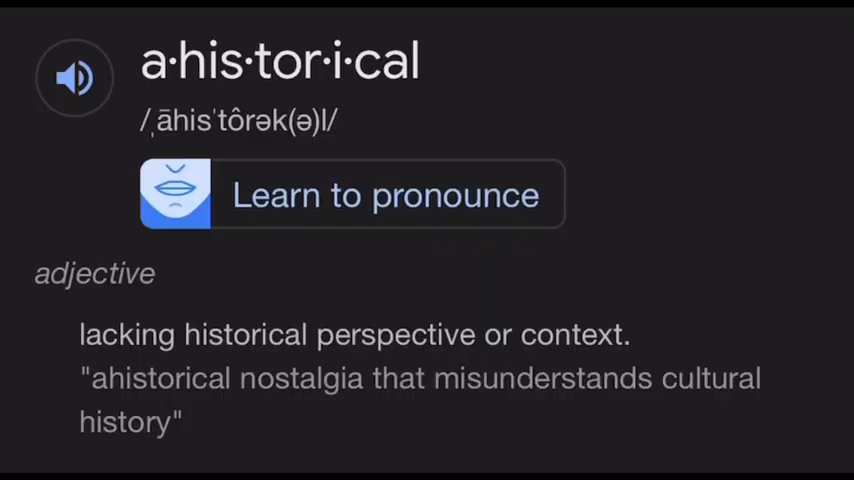 a·his·tor·i·cal
/ˌāhisˈtôrək(ə)l/
Learn to pronounce
adjective
lacking historical perspective or context.
"ahistorical nostalgia that misunderstands cultural
history"